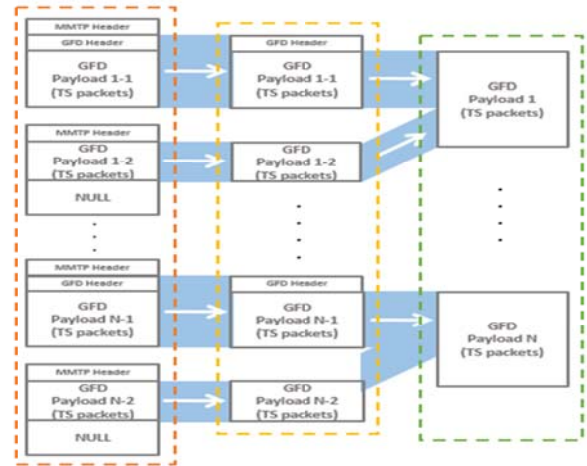 MMTP Header
GFD Header
GFD
Payload 1-1
(TS packets)
MMTP Header
GFD
Payload 1-2
(TS packets)
NULL
MMTP Header
GFD Header
GFD
Payload N-1
(TS packets)
MMTP Header
GFD
Payload N-2
(TS packets)
NULL
GFD Header
GFD
Payload 1-1
(TS packets)
GFD
Payload 1-2
(TS packets)
GFD Header
GFD
Payload N-1
(TS packets)
GFD
Payload N-2
(TS packets)
GFD
Payload 1
(TS packets)
GFD
Payload N
(TS packets)